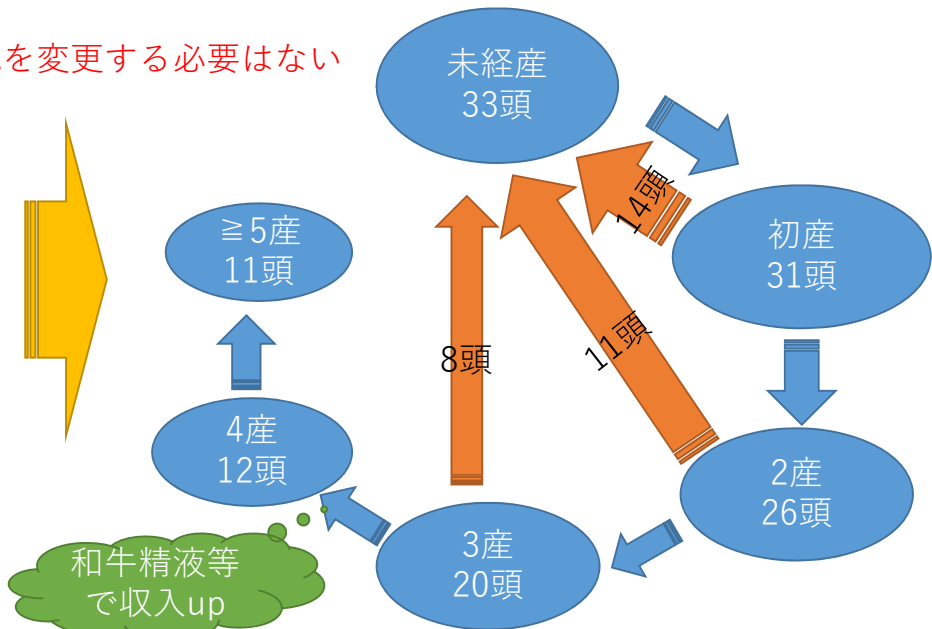 を変更する必要はない
未経産
33頭
14頭
初産
31頭
≧5産
11頭
8頭
11頭
4産
12頭
2産
26頭
3産
20頭
和牛精液等
で収入up